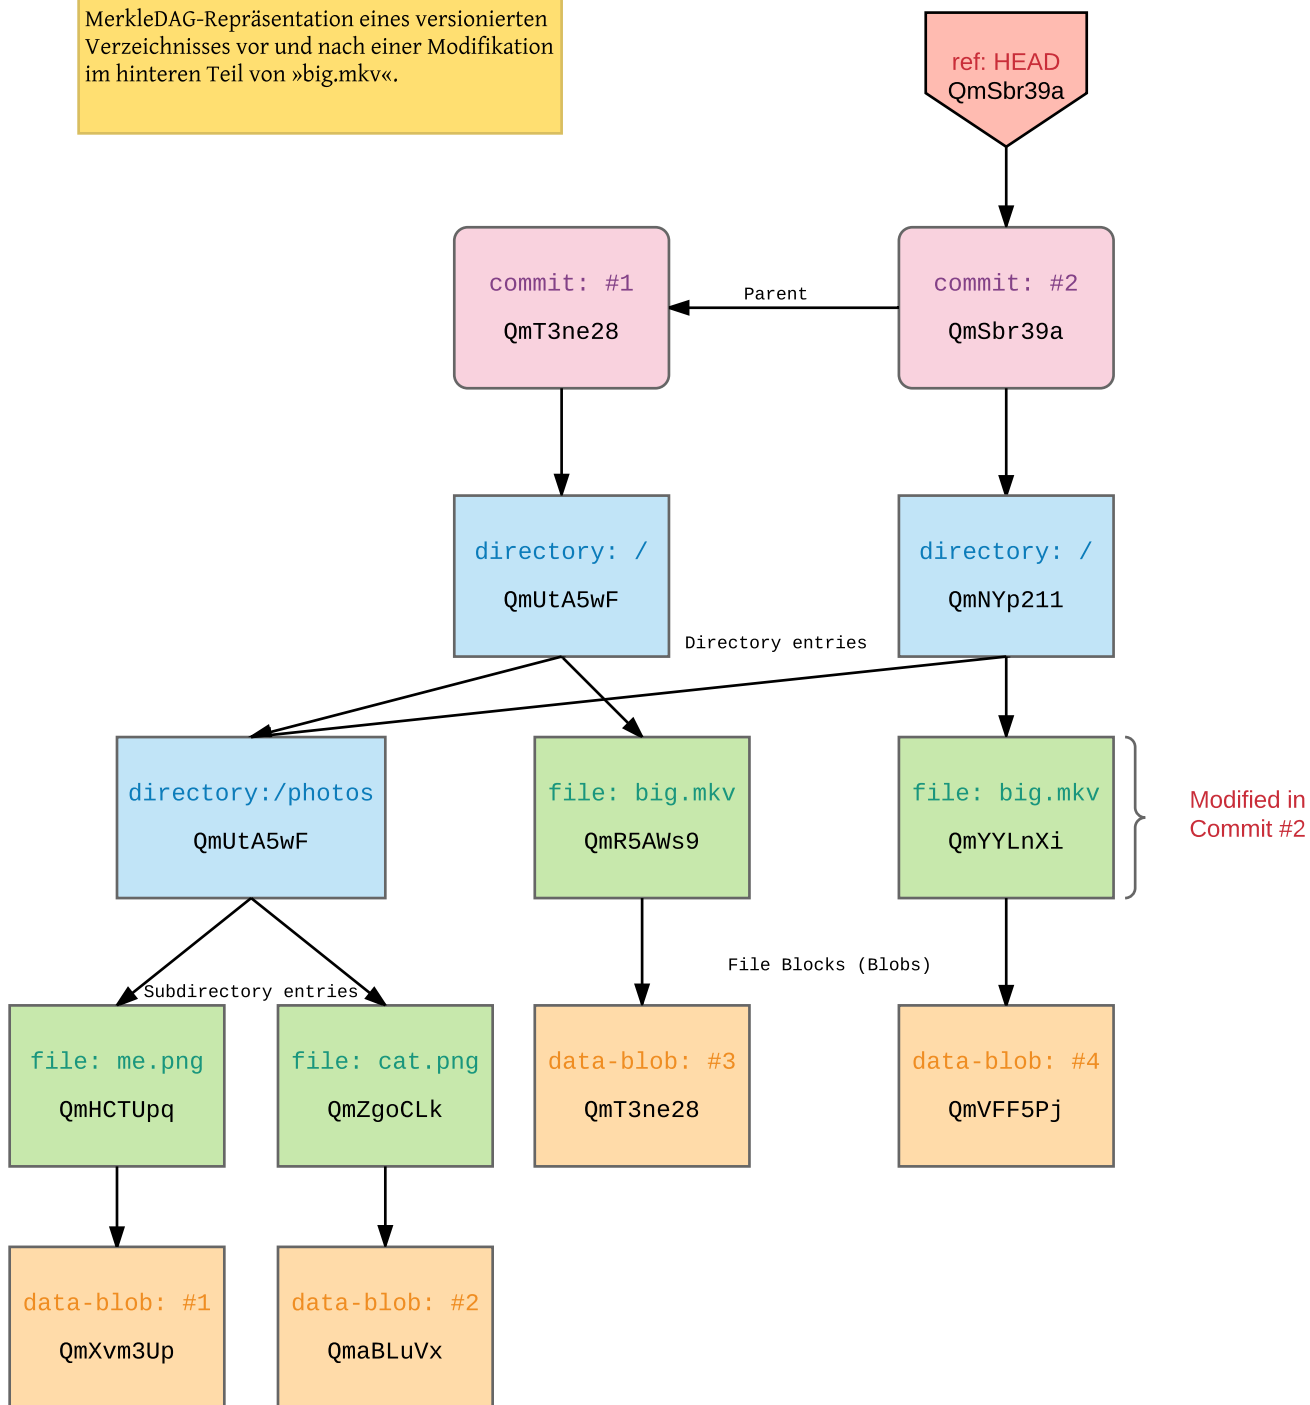 MerkleDAG-Repräsentation eines versionierten
Verzeichnisses vor und nach einer Modifikation
im hinteren Teil von »big.mkv«.
ref: HEAD
QmSbr39a
commit: #1
QmT3ne28
Parent
commit: #2
QmSbr39a
directory: /
QmUtA5wF
directory: /
QmNYp211
Directory entries
directory:/photos
QmUtA5wF
file: big.mkv
QmR5AWs9
file: big.mkv
QmYYLnXi
Modified in
Commit #2
File Blocks (Blobs)
Subdirectory entries
file: me.png
QmHCTUpq
file: cat.png
QmZgoCLk
data-blob: #3
QmT3ne28
data-blob: #4
QmVFF5Pj
data-blob: #1
QmXvm3Up
data-blob: #2
QmaBLuVx